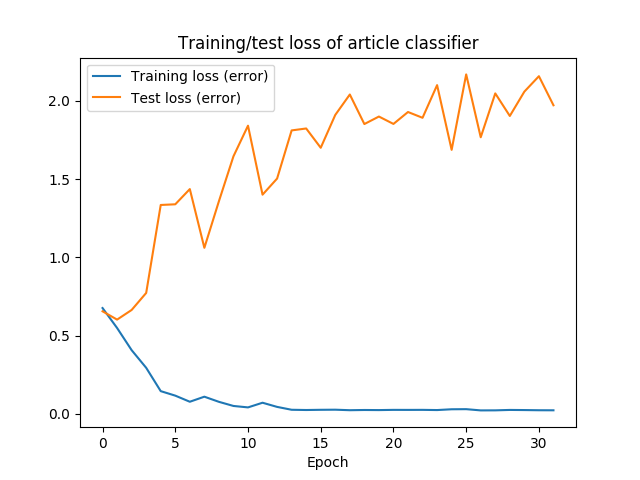 Training/test loss of article classifier
Training loss (error)
Test loss (error)
2.0
1.5
1.0
0.5
0.0
0 5 10 15 20 25 30
Epoch